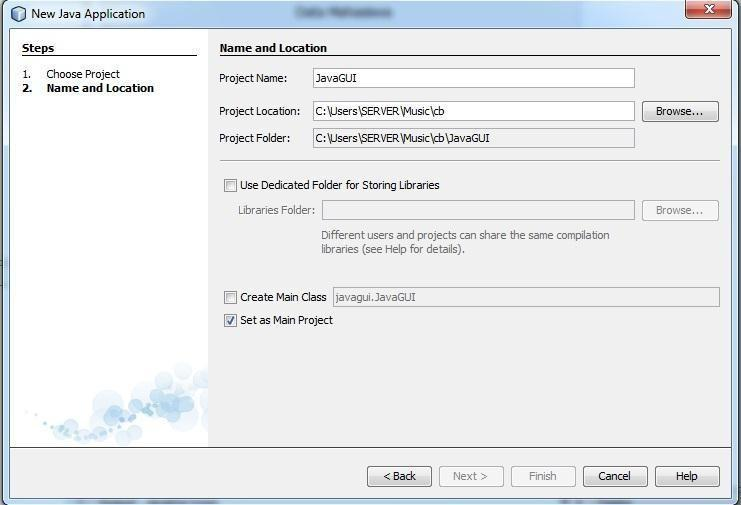 New Java Application
Steps
1. Choose Project
2. Name and Location
Name and Location
Project Name: JavaGUI
Project Location: C:\Users\SERVER\Music\cb Browse...
Project Folder: C:\Users\SERVER\Music\cb\JavaGUI
Use Dedicated Folder for Storing Libraries
Libraries Folder: Browse...
Different users and projects can share the same compilation
libraries (see Help for details).
Create Main Class javagui.JavaGUI
Set as Main Project
< Back Next > Finish Cancel Help